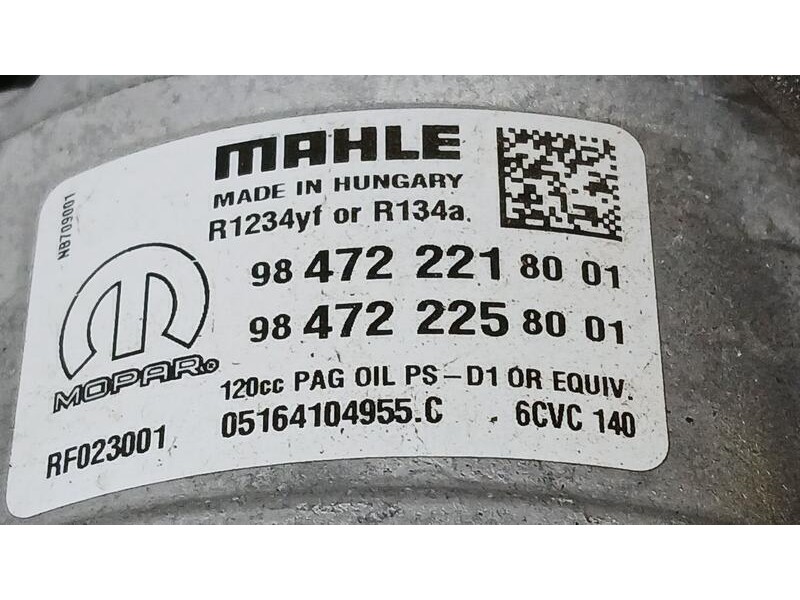 MAHLE
MADE IN HUNGARY
R1234yf or R134a.
NB709001
98 472 221 80 01
98 472 225 80 01
MOPAR®
120cc PAG OIL PS-D1 OR EQUIV.
05164104955.C 6CVC 140
RF023001